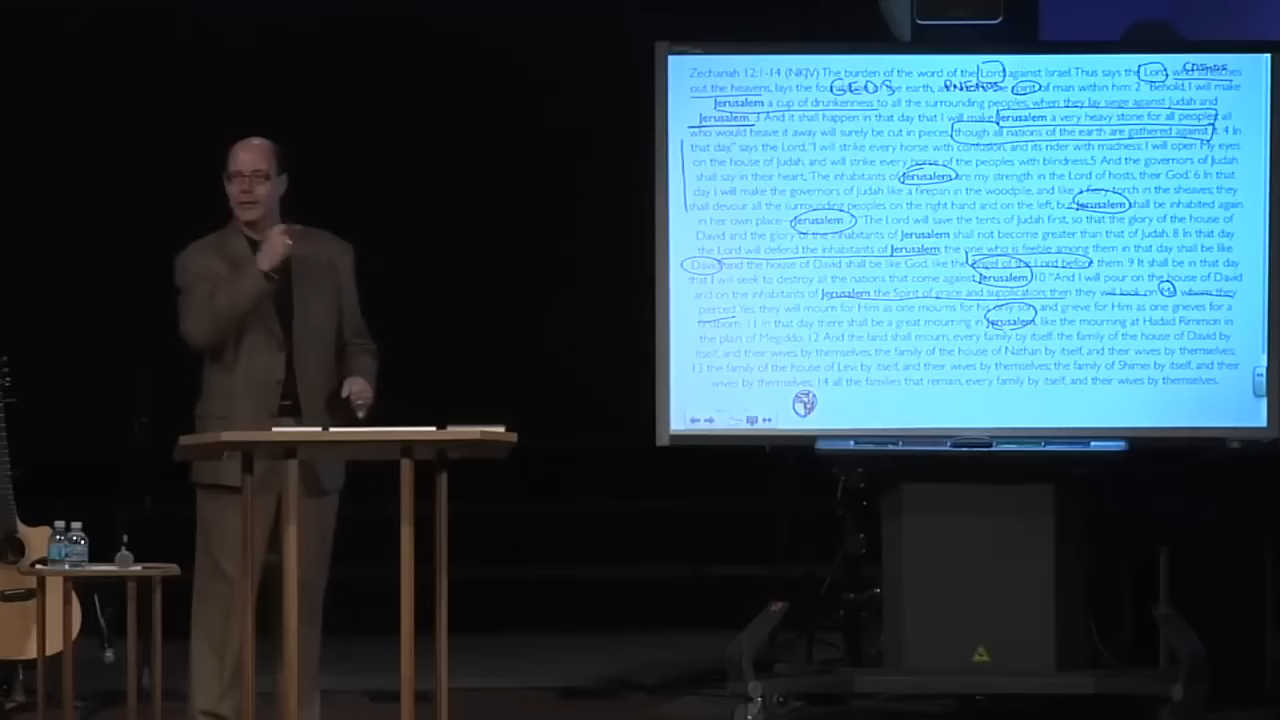 COSMOS
Zechariah 12:1-14 (NKJV) The burden of the word of the Lord against Israel. Thus says the Lord, who stretches
GEOS PNEMOS
out the heavens, lays the of the earth, spirit of man within him: 2 "Behold, I will make
Jerusalem a cup of drunkenness to all the surrounding peoples, when they lay siege against Judah and
Jerusalem. 3 And it shall happen in that day that I will make Jerusalem a very heavy stone for all peoples; all
who would heave it away will surely be cut in pieces, though all nations of the earth are gathered against it. 4 In
that day," says the Lord, "I will strike every horse with confusion, and its rider with madness; I will open My eyes
on the house of Judah, and will strike every horse of the peoples with blindness.5 And the governors of Judah
shall say in their heart, 'The inhabitants of Jerusalem are my strength in the Lord of hosts, their God.' 6 In that
day I will make the governors of Judah like a firepan in the woodpile, and like a fiery torch in the sheaves; they
shall devour all the surrounding peoples on the right hand and on the left, but Jerusalem shall be inhabited again
in her own place— Jerusalem. 7 "The Lord will save the tents of Judah first, so that the glory of the house of
David and the glory of the inhabitants of Jerusalem shall not become greater than that of Judah. 8 In that day
the Lord will defend the inhabitants of Jerusalem; the one who is feeble among them in that day shall be like
David, and the house of David shall be like God, like the Angel of the Lord before them. 9 It shall be in that day
that I will seek to destroy all the nations that come against Jerusalem. 10 "And I will pour on the house of David
and on the inhabitants of Jerusalem the Spirit of grace and supplication; then they will look on Me whom they
pierced. Yes, they will mourn for Him as one mourns for his only son, and grieve for Him as one grieves for a
firstborn. 11 In that day there shall be a great mourning in Jerusalem, like the mourning at Hadad Rimmon in
the plain of Megiddo. 12 And the land shall mourn, every family by itself: the family of the house of David by
itself, and their wives by themselves; the family of the house of Nathan by itself, and their wives by themselves;
13 the family of the house of Levi by itself, and their wives by themselves; the family of Shimei by itself, and their
wives by themselves; 14 all the families that remain, every family by itself, and their wives by themselves.